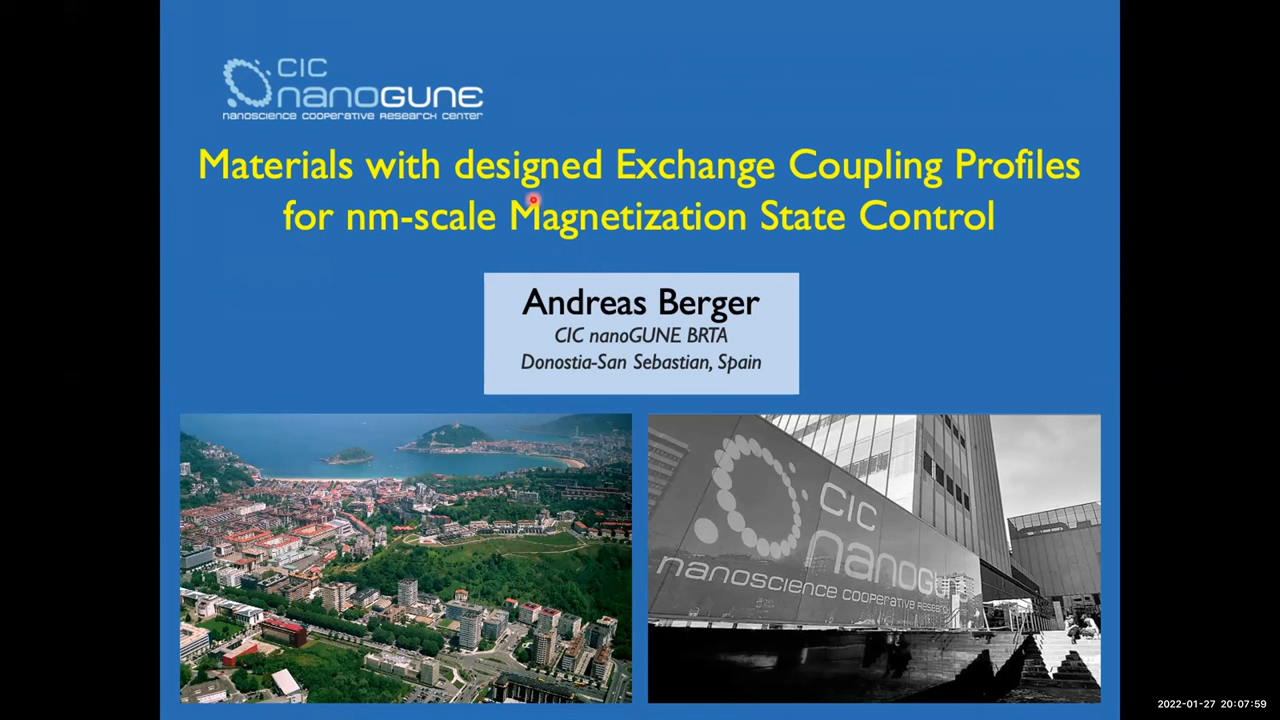 CIC
nanoGUNE
nanoscience cooperative research center
Materials with designed Exchange Coupling Profiles
for nm-scale Magnetization State Control
Andreas Berger
CIC nanoGUNE BRTA
Donostia-San Sebastian, Spain
CIC
nanoGUN
nanoscience cooperative Research
2022-01-27 20:07:59